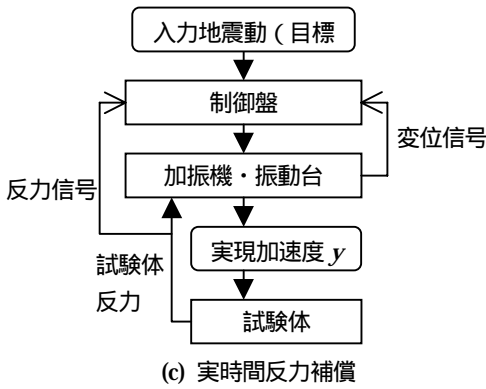 入力地震動（目標
制御盤
変位信号
加振機・振動台
反力信号
実現加速度 y
試験体
反力
試験体
(c) 実時間反力補償